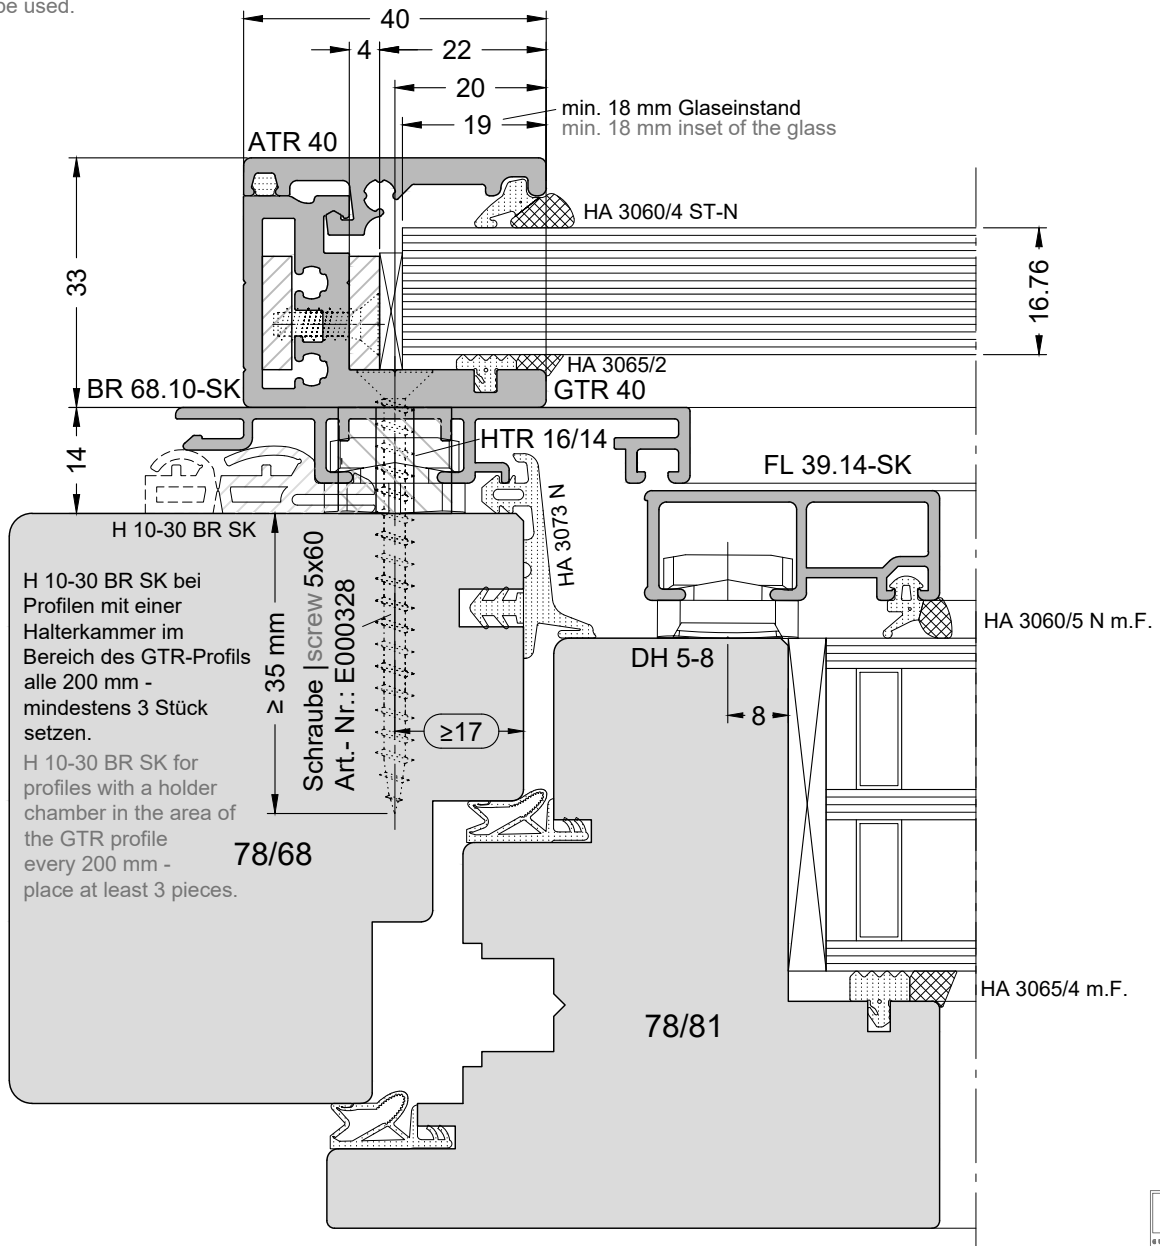 be used.
40
4
22
20
19
min. 18 mm Glaseinstand
min. 18 mm inset of the glass
ATR 40
HA 3060/4 ST-N
33
16.76
HA 3065/2
BR 68.10-SK
GTR 40
14
HTR 16/14
FL 39.14-SK
HA 3073 N
H 10-30 BR SK
H 10-30 BR SK bei
Profilen mit einer
Halterkammer im
Bereich des GTR-Profils
alle 200 mm -
mindestens 3 Stück
setzen.
H 10-30 BR SK for
profiles with a holder
chamber in the area of
the GTR profile
every 200 mm -
place at least 3 pieces.
≥ 35 mm
Schraube | screw 5x60
Art.- Nr.: E000328
≥17
HA 3060/5 N m.F.
DH 5-8
8
78/68
HA 3065/4 m.F.
78/81